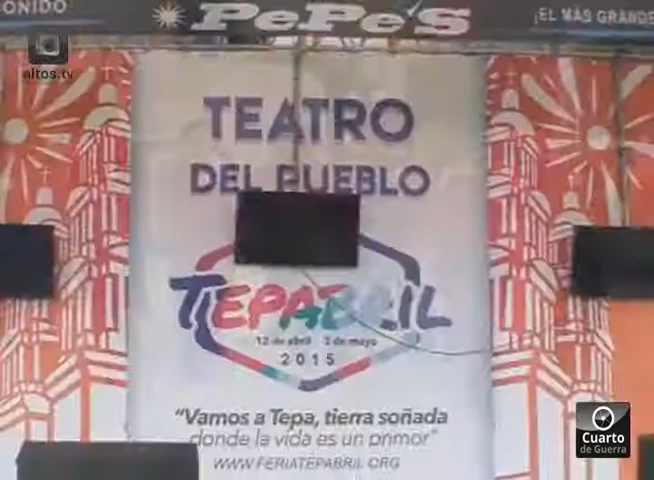 ONIDO
PePe's
¡EL MÁS GRANDE
altos.tv
TEATRO
DEL PUEBLO
TEPABRIL
12 de abril 3 de mayo
2015
"Vamos a Tepa, tierra soñada
donde la vida es un primor"
WWW.FERIATEPABRIL.ORG
Cuarto
de Guerra